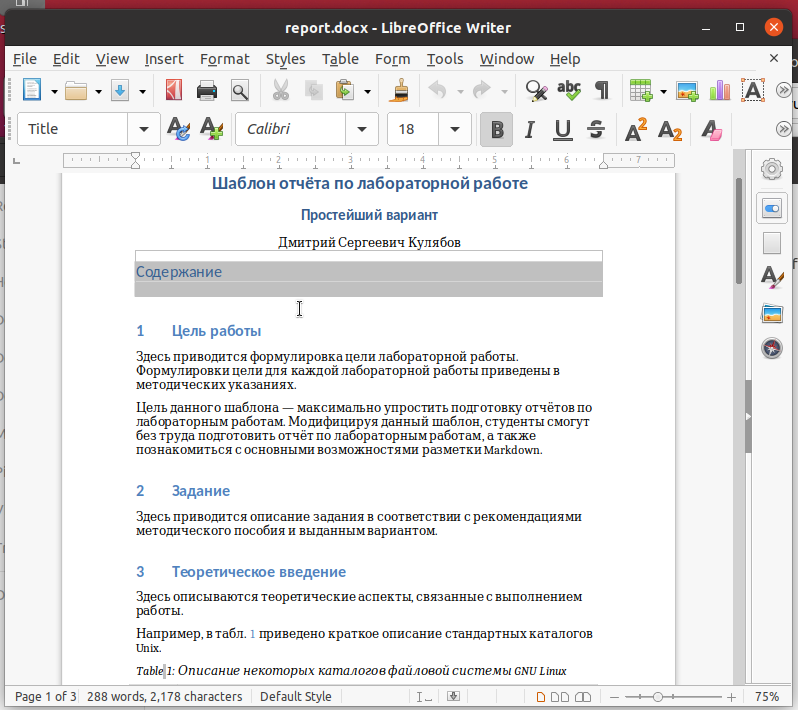 report.docx - LibreOffice Writer
File Edit View Insert Format Styles Table Form Tools Window Help
Title Calibri 18 B I U S A2 A2 A
Шаблон отчёта по лабораторной работе
Простейший вариант
Дмитрий Сергеевич Кулябов
Содержание
1 Цель работы
Здесь приводится формулировка цели лабораторной работы.
Формулировки цели для каждой лабораторной работы приведены в
методических указаниях.
Цель данного шаблона — максимально упростить подготовку отчётов по
лабораторным работам. Модифицируя данный шаблон, студенты смогут
без труда подготовить отчёт по лабораторным работам, а также
познакомиться с основными возможностями разметки Markdown.
2 Задание
Здесь приводится описание задания в соответствии с рекомендациями
методического пособия и выданным вариантом.
3 Теоретическое введение
Здесь описываются теоретические аспекты, связанные с выполнением
работы.
Например, в табл. 1 приведено краткое описание стандартных каталогов
Unix.
Table 1: Описание некоторых каталогов файловой системы GNU Linux
Page 1 of 3 288 words, 2,178 characters Default Style 75%